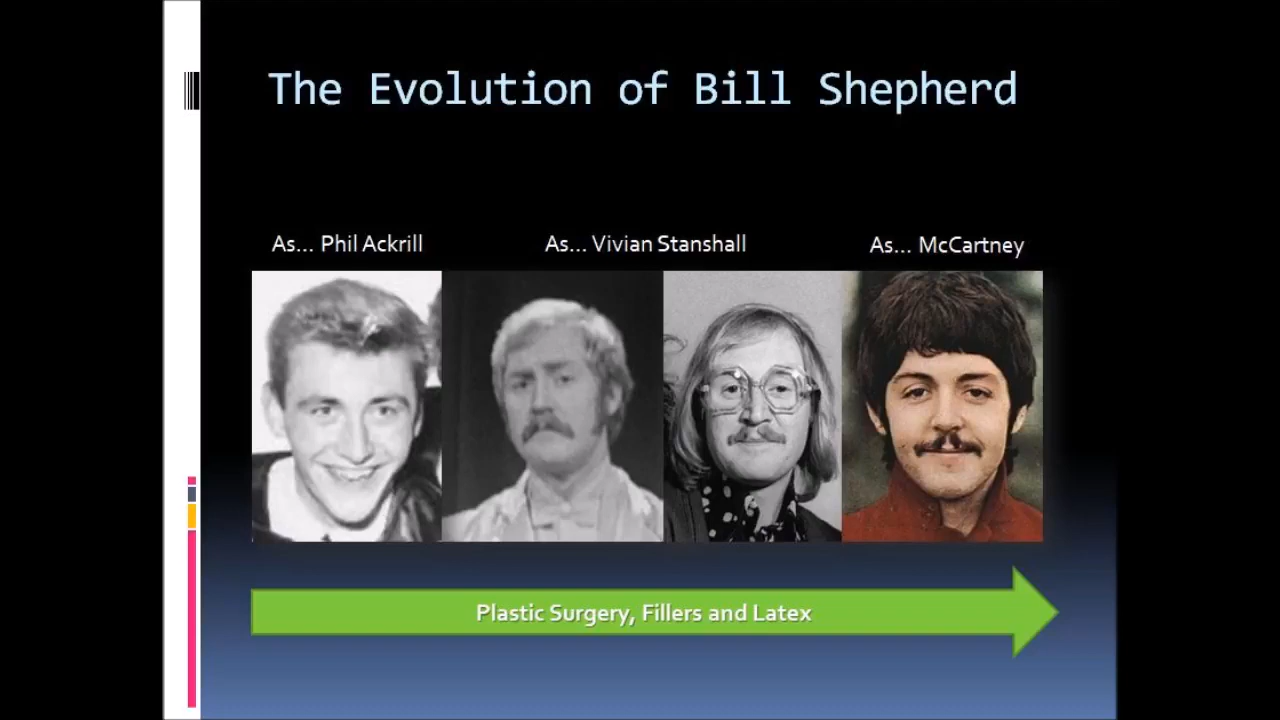 The Evolution of Bill Shepherd
As... Phil Ackrill
As... Vivian Stanshall
As... McCartney
Plastic Surgery, Fillers and Latex